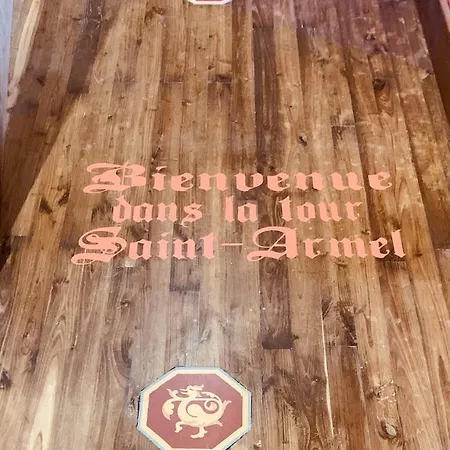 Bienvenue
dans la tour
Saint-Armel